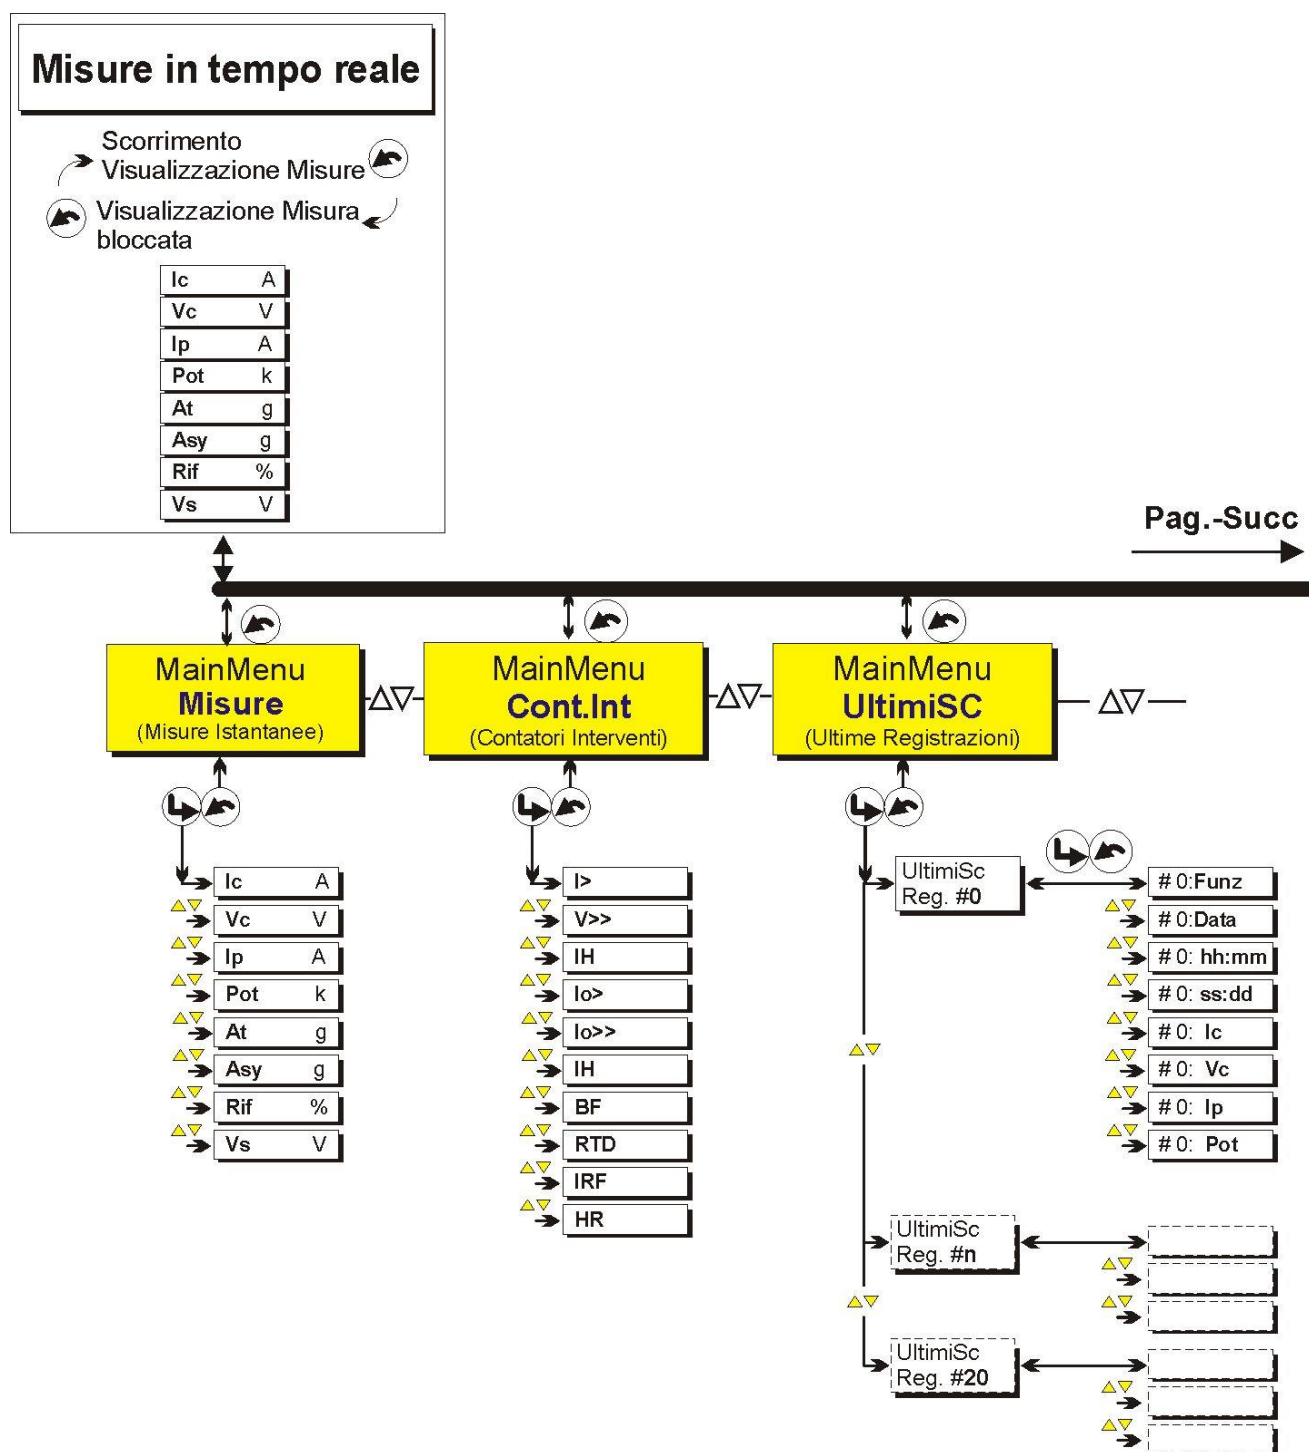 Misure in tempo reale
Scorrimento
Visualizzazione Misure
Visualizzazione Misura
bloccata
Ic A
Vc V
Ip A
Pot k
At g
Asy g
Rif %
Vs V
Pag.-Succ
MainMenu
Misure
(Misure Istantanee)
MainMenu
Cont.Int
(Contatori Interventi)
MainMenu
UltimiSC
(Ultime Registrazioni)
Ic A
Vc V
Ip A
Pot k
At g
Asy g
Rif %
Vs V
I>
V>>
IH
Io>
Io>>
IH
BF
RTD
IRF
HR
UltimiSc
Reg. #0
# 0:Funz
# 0:Data
# 0: hh:mm
# 0: ss:dd
# 0: Ic
# 0: Vc
# 0: Ip
# 0: Pot
UltimiSc
Reg. #n
UltimiSc
Reg. #20